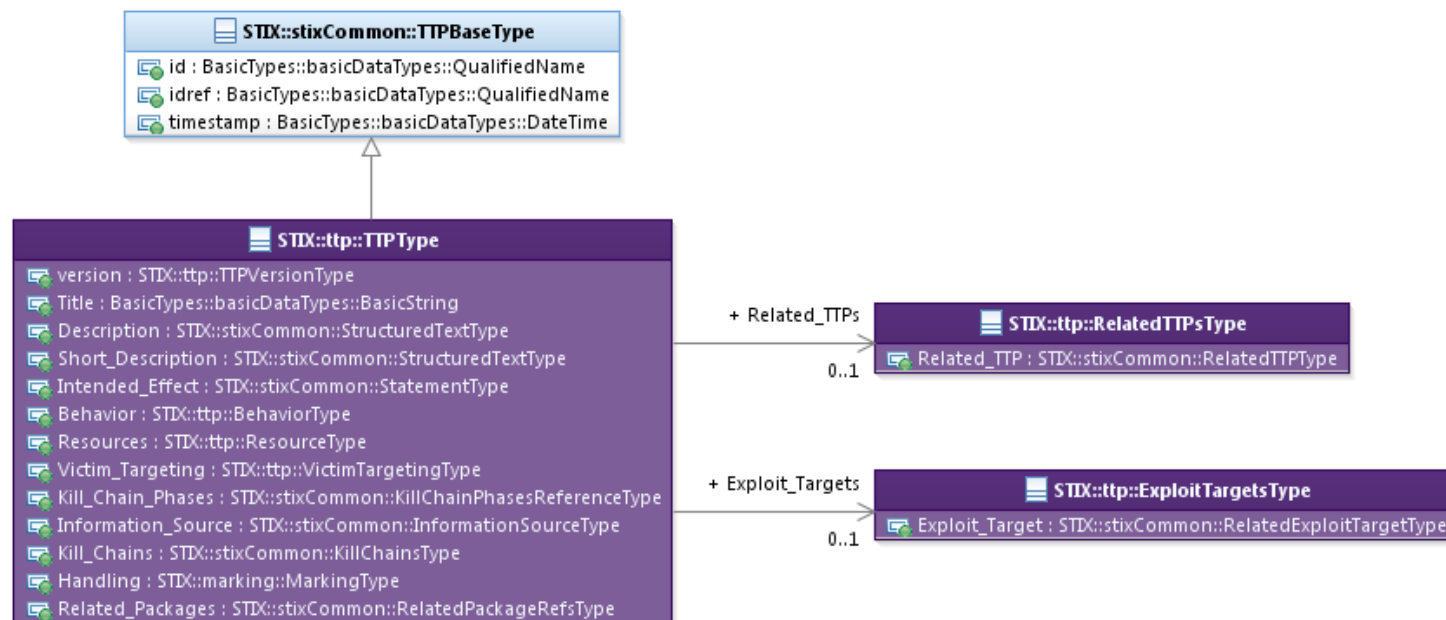 STIX::stixCommon::TTPBaseType
id : BasicTypes::basicDataTypes::QualifiedName
idref : BasicTypes::basicDataTypes::QualifiedName
timestamp : BasicTypes::basicDataTypes::DateTime
STIX::ttp::TTPType
version : STIX::ttp::TTPVersionType
Title : BasicTypes::basicDataTypes::BasicString
Description : STIX::stixCommon::StructuredTextType
Short_Description : STIX::stixCommon::StructuredTextType
Intended_Effect : STIX::stixCommon::StatementType
Behavior : STIX::ttp::BehaviorType
Resources : STIX::ttp::ResourceType
Victim_Targeting : STIX::ttp::VictimTargetingType
Kill_Chain_Phases : STIX::stixCommon::KillChainPhasesReferenceType
Information_Source : STIX::stixCommon::InformationSourceType
Kill_Chains : STIX::stixCommon::KillChainsType
Handling : STIX::marking::MarkingType
Related_Packages : STIX::stixCommon::RelatedPackageRefsType
+ Related_TTPs
0..1
STIX::ttp::RelatedTTPsType
Related_TTP : STIX::stixCommon::RelatedTTPType
+ Exploit_Targets
0..1
STIX::ttp::ExploitTargetsType
Exploit_Target : STIX::stixCommon::RelatedExploitTargetType